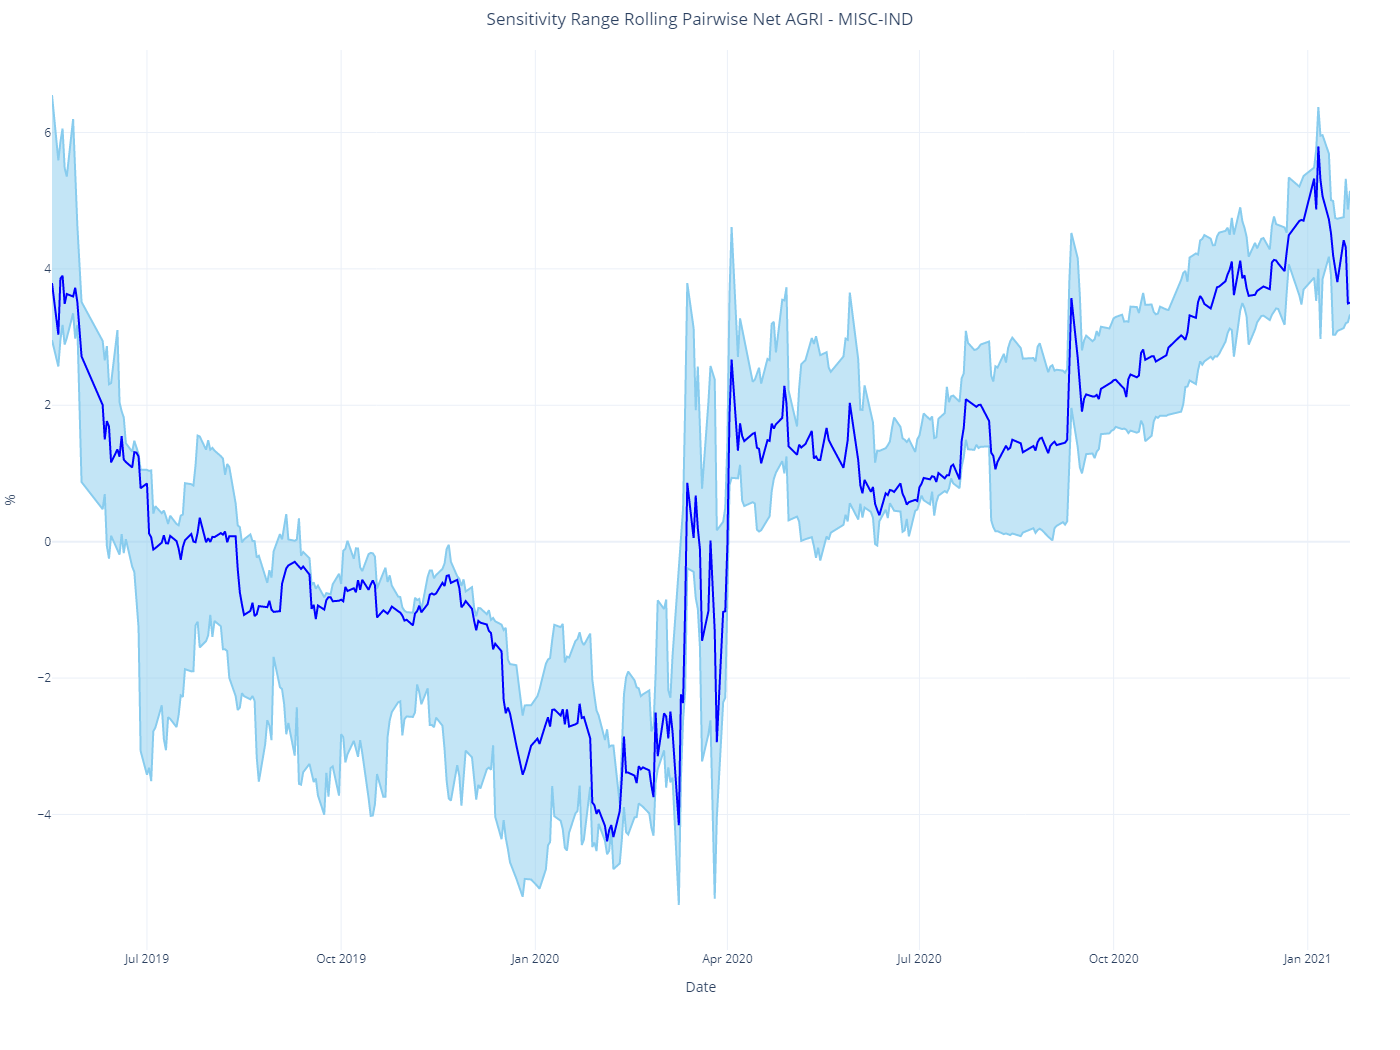 Sensitivity Range Rolling Pairwise Net AGRI - MISC-IND
%
6
4
2
0
−2
−4
Jul 2019
Oct 2019
Jan 2020
Apr 2020
Jul 2020
Oct 2020
Jan 2021
Date